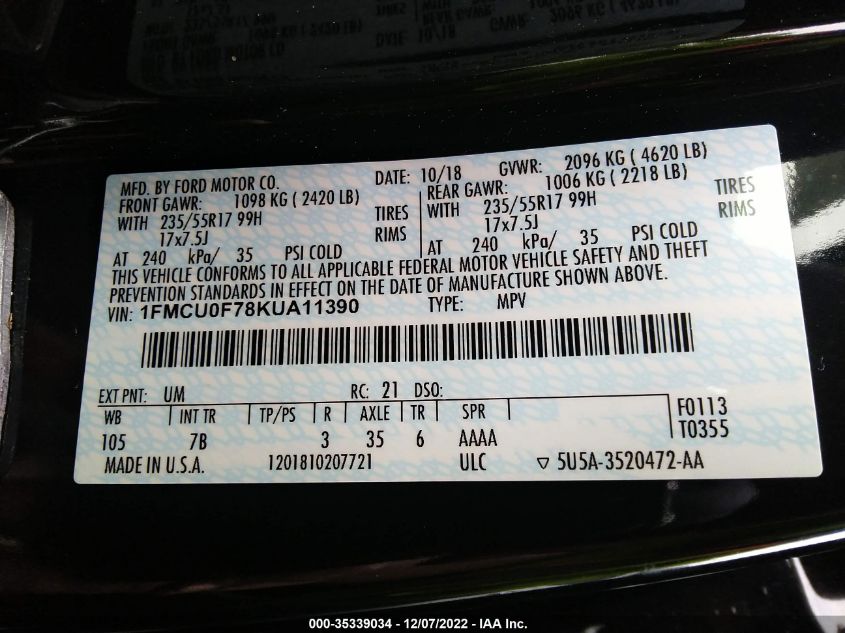 MFD. BY FORD MOTOR CO. DATE: 10/18 GVWR: 2096 KG ( 4620 LB)
FRONT GAWR: 1098 KG ( 2420 LB) REAR GAWR: 1006 KG ( 2218 LB)
WITH 235/55R17 99H TIRES WITH 235/55R17 99H TIRES
17x7.5J RIMS 17x7.5J RIMS
AT 240 kPa/ 35 PSI COLD AT 240 kPa/ 35 PSI COLD
THIS VEHICLE CONFORMS TO ALL APPLICABLE FEDERAL MOTOR VEHICLE SAFETY AND THEFT
PREVENTION STANDARDS IN EFFECT ON THE DATE OF MANUFACTURE SHOWN ABOVE.
VIN: 1FMCU0F78KUA11390 TYPE: MPV
EXT PNT: UM RC: 21 DSO:
WB INT TR TP/PS R AXLE TR SPR F0113
105 7B 3 35 6 AAAA T0355
MADE IN U.S.A. 1201810207721 ULC ▽ 5U5A-3520472-AA
000-35339034 - 12/07/2022 - IAA Inc.